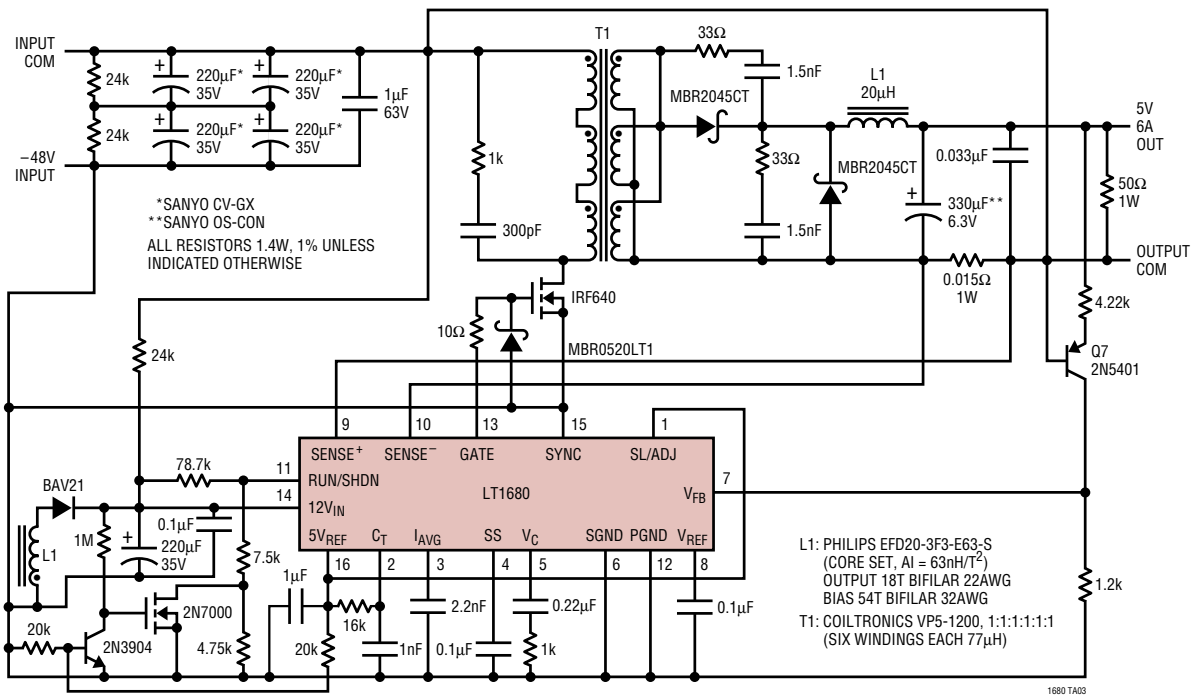 T1
INPUT
COM
24k
+
220µF*
35V
+
220µF*
35V
1µF
63V
24k
+
220µF*
35V
+
220µF*
35V
–48V
INPUT
33Ω
1.5nF
MBR2045CT
L1
20µH
5V
6A
OUT
1k
33Ω
MBR2045CT
0.033µF
50Ω
1W
+
330µF**
6.3V
300pF
1.5nF
*SANYO CV-GX
**SANYO OS-CON
ALL RESISTORS 1.4W, 1% UNLESS
INDICATED OTHERWISE
OUTPUT
COM
0.015Ω
1W
IRF640
10Ω
MBR0520LT1
4.22k
Q7
2N5401
24k
9
10
13
15
1
SENSE+
SENSE–
GATE
SYNC
SL/ADJ
78.7k
11
RUN/SHDN
LT1680
VFB
7
BAV21
14
12VIN
0.1µF
1M
+
220µF
35V
L1
7.5k
5VREF
CT
IAVG
SS
VC
SGND
PGND
VREF
16
2
3
4
5
6
12
8
1µF
2N7000
16k
2.2nF
0.22µF
0.1µF
1.2k
20k
2N3904
4.75k
20k
1nF
0.1µF
1k
L1: PHILIPS EFD20-3F3-E63-S
(CORE SET, AI = 63nH/T²)
OUTPUT 18T BIFILAR 22AWG
BIAS 54T BIFILAR 32AWG
T1: COILTRONICS VP5-1200, 1:1:1:1:1:1
(SIX WINDINGS EACH 77µH)
1680 TA03